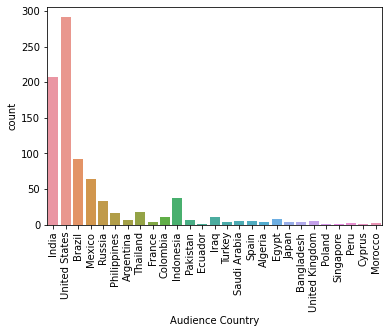 300
250
200
150
100
50
0
count
India
United States
Brazil
Mexico
Russia
Philippines
Argentina
Thailand
France
Colombia
Indonesia
Pakistan
Ecuador
Iraq
Turkey
Saudi Arabia
Spain
Algeria
Egypt
Japan
Bangladesh
United Kingdom
Poland
Singapore
Peru
Cyprus
Morocco
Audience Country